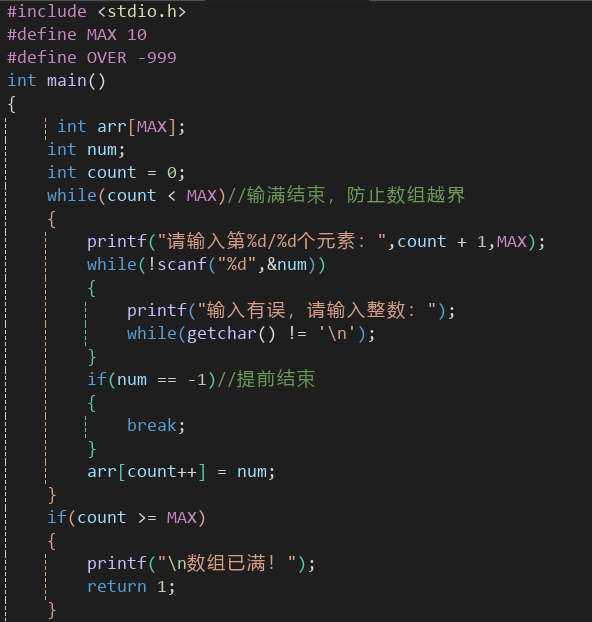 #include <stdio.h>
#define MAX 10
#define OVER -999
int main()
{
int arr[MAX];
int num;
int count = 0;
while(count < MAX)//输满结束，防止数组越界
{
printf("请输入第%d/%d个元素：",count + 1,MAX);
while(!scanf("%d",&num))
{
printf("输入有误，请输入整数：");
while(getchar() != '\n');
}
if(num == -1)//提前结束
{
break;
}
arr[count++] = num;
}
if(count >= MAX)
{
printf("\n数组已满！");
return 1;
}